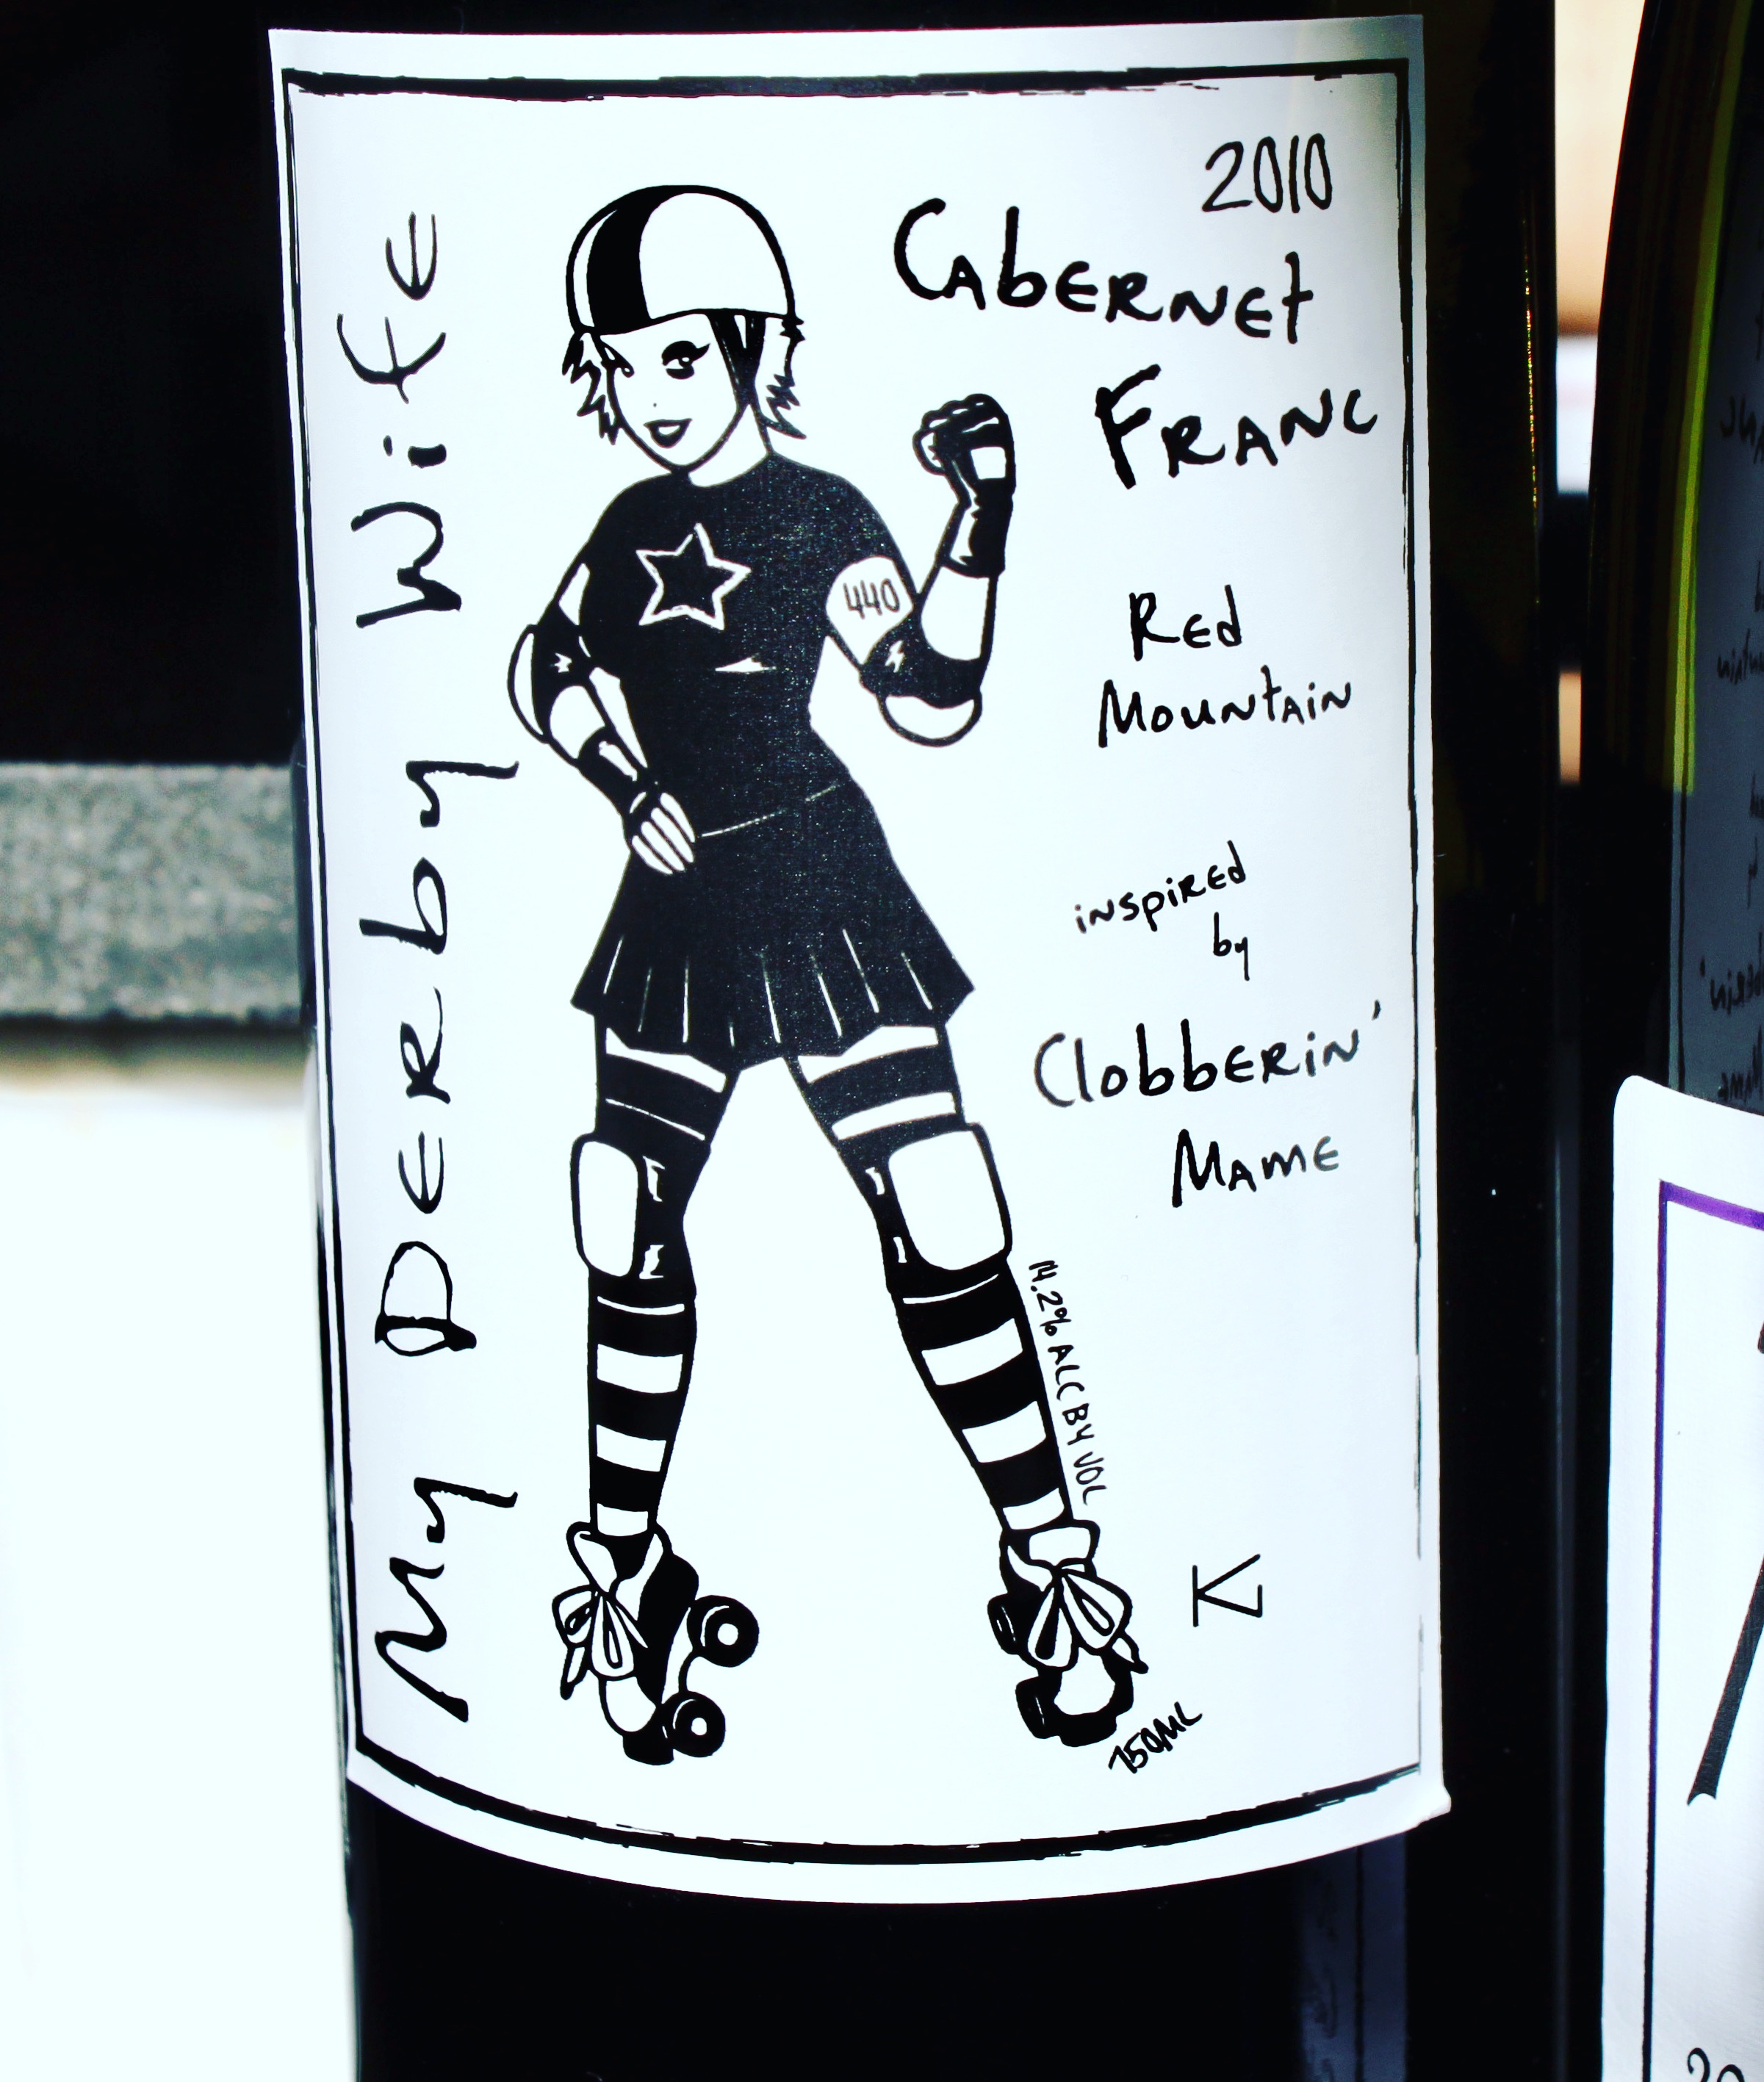 My Derby Wife
2010
Cabernet
Franc
440
Red
Mountain
inspired
by
Clobberin'
Mame
14.2% ALC BY VOL
750ML